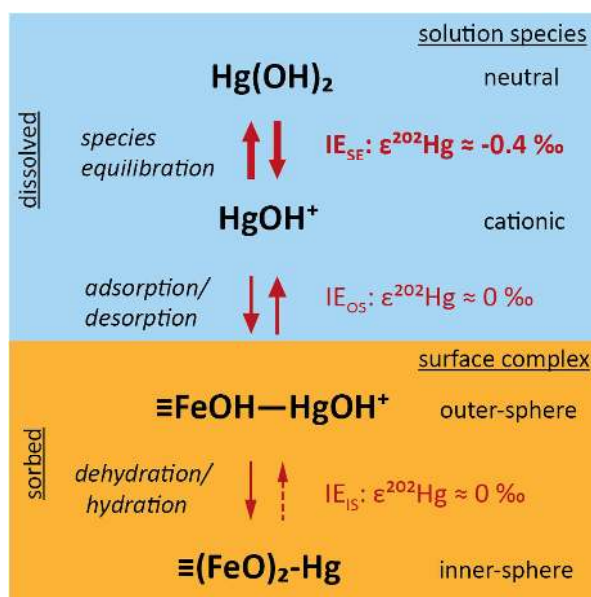 solution species
Hg(OH)₂ neutral
species
equilibration
IE_SE: ε²⁰²Hg ≈ -0.4 ‰
dissolved
HgOH⁺ cationic
adsorption/
desorption
IE_OS: ε²⁰²Hg ≈ 0 ‰
surface complex
≡FeOH—HgOH⁺ outer-sphere
sorbed
dehydration/
hydration
IE_IS: ε²⁰²Hg ≈ 0 ‰
≡(FeO)₂-Hg inner-sphere